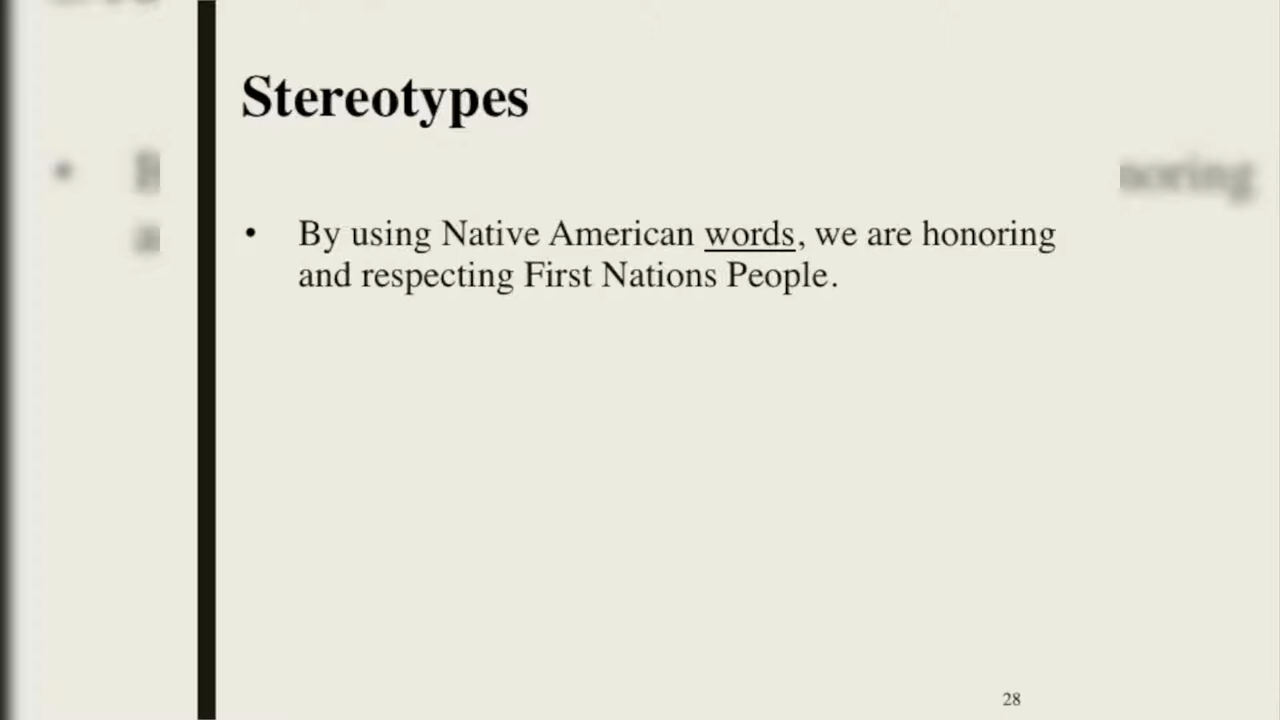 Stereotypes
• By using Native American words, we are honoring
and respecting First Nations People.
28